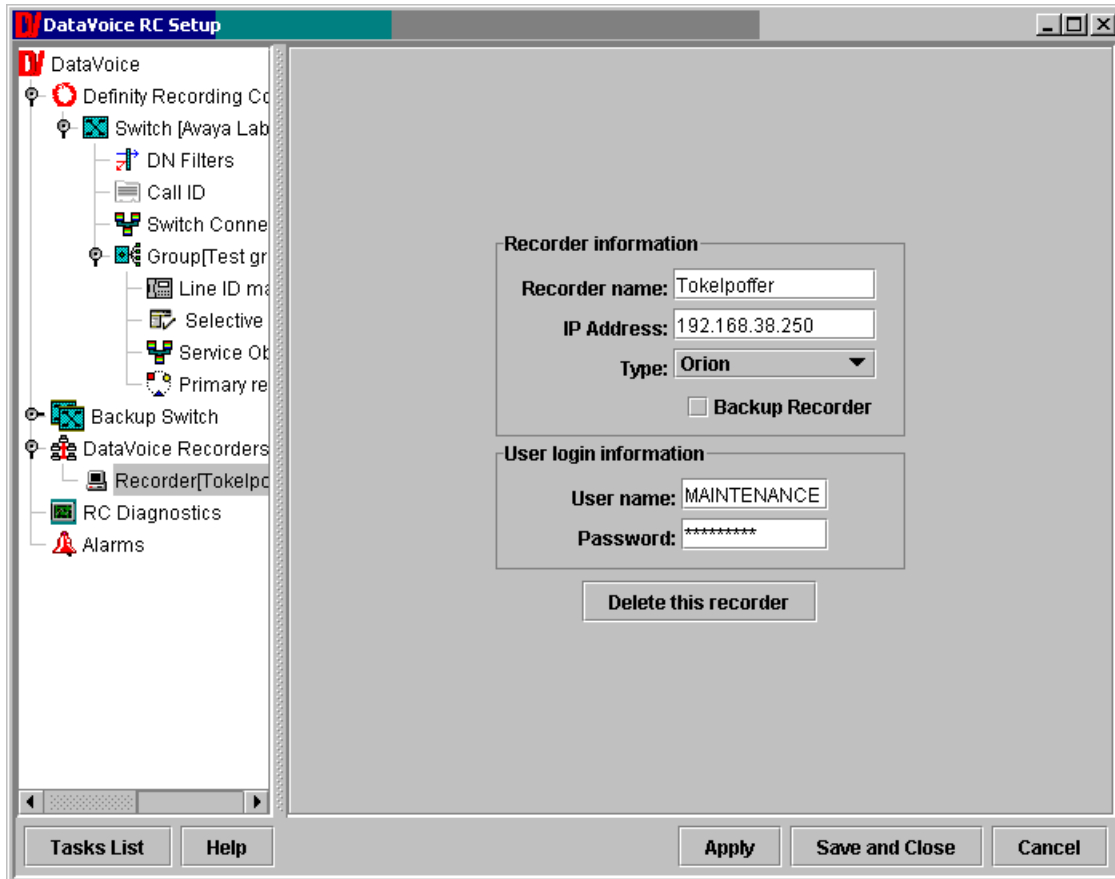 DataVoice RC Setup
DataVoice
Definity Recording Co
Switch [Avaya Lab
DN Filters
Call ID
Switch Conne
Group[Test gr
Line ID ma
Selective
Service Ob
Primary re
Backup Switch
DataVoice Recorders
Recorder[Tokelpo
RC Diagnostics
Alarms
Recorder information
Recorder name: Tokelpoffer
IP Address: 192.168.38.250
Type: Orion
Backup Recorder
User login information
User name: MAINTENANCE
Password: *********
Delete this recorder
Tasks List Help Apply Save and Close Cancel